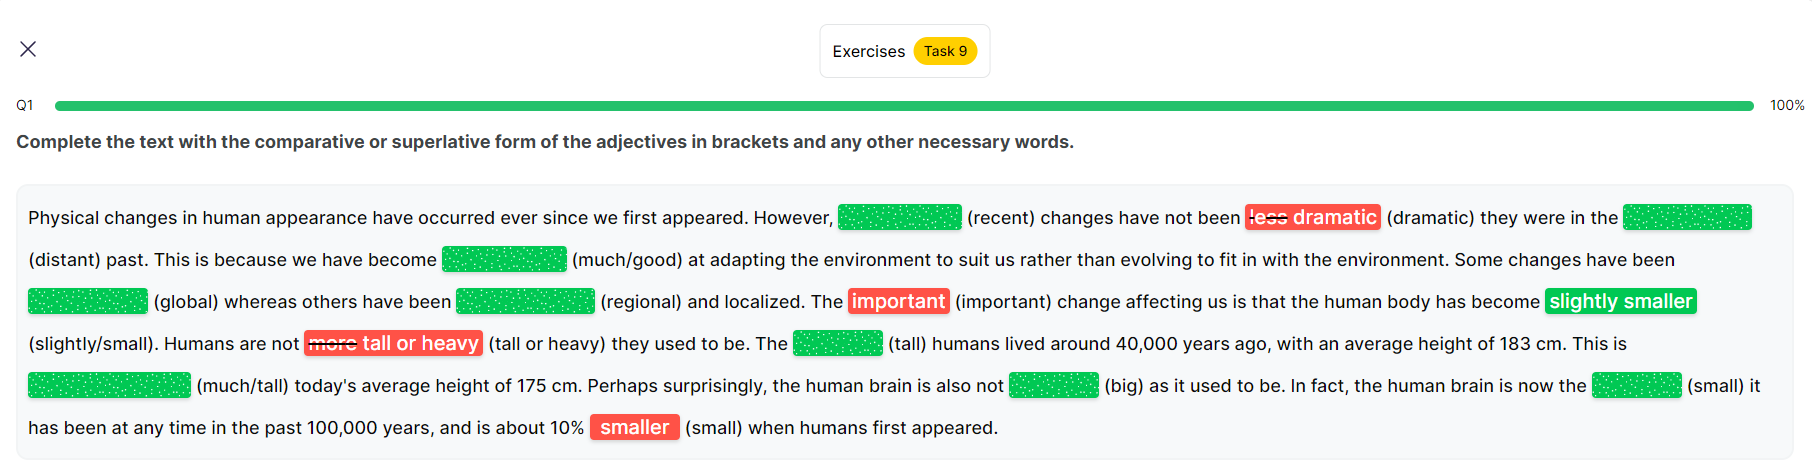 Exercises Task 9
Q1 100%
Complete the text with the comparative or superlative form of the adjectives in brackets and any other necessary words.
Physical changes in human appearance have occurred ever since we first appeared. However, (recent) changes have not been less dramatic (dramatic) they were in the
(distant) past. This is because we have become (much/good) at adapting the environment to suit us rather than evolving to fit in with the environment. Some changes have been
(global) whereas others have been (regional) and localized. The important (important) change affecting us is that the human body has become slightly smaller
(slightly/small). Humans are not more tall or heavy (tall or heavy) they used to be. The (tall) humans lived around 40,000 years ago, with an average height of 183 cm. This is
(much/tall) today's average height of 175 cm. Perhaps surprisingly, the human brain is also not (big) as it used to be. In fact, the human brain is now the (small) it
has been at any time in the past 100,000 years, and is about 10% smaller (small) when humans first appeared.